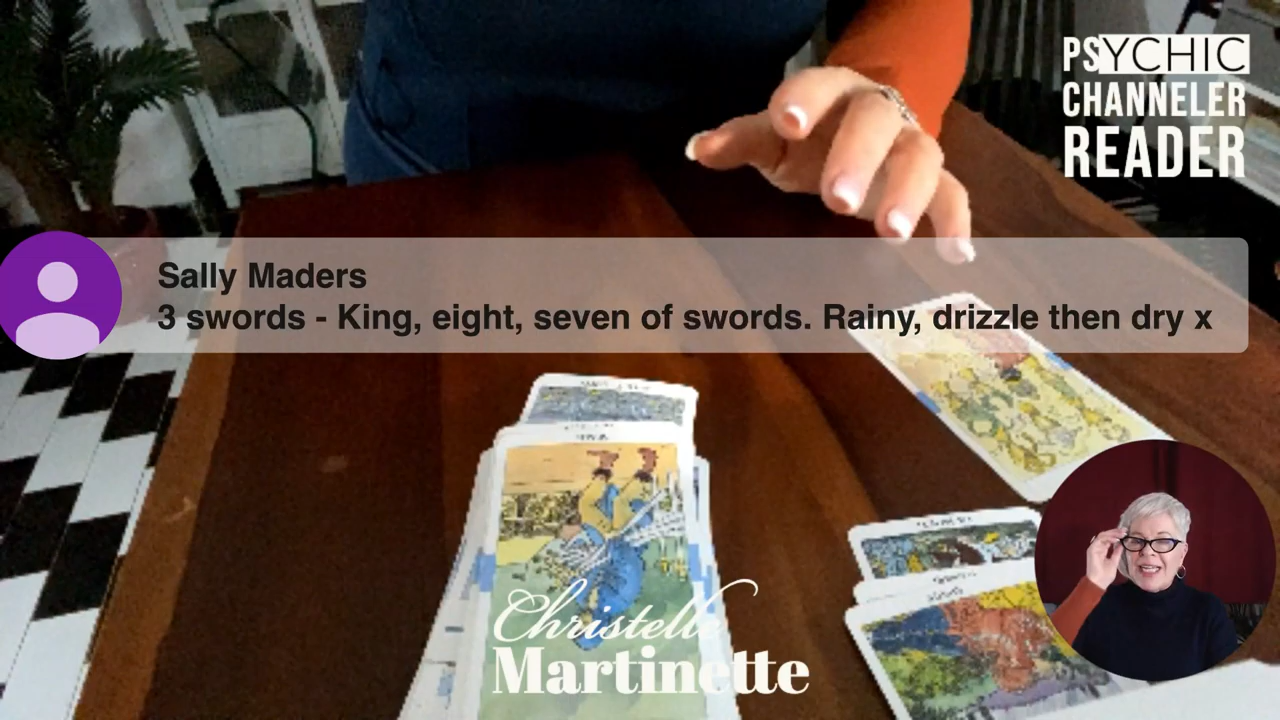 PSYCHIC
CHANNELER
READER
Sally Maders
3 swords - King, eight, seven of swords. Rainy, drizzle then dry x
Christelle
Martinette